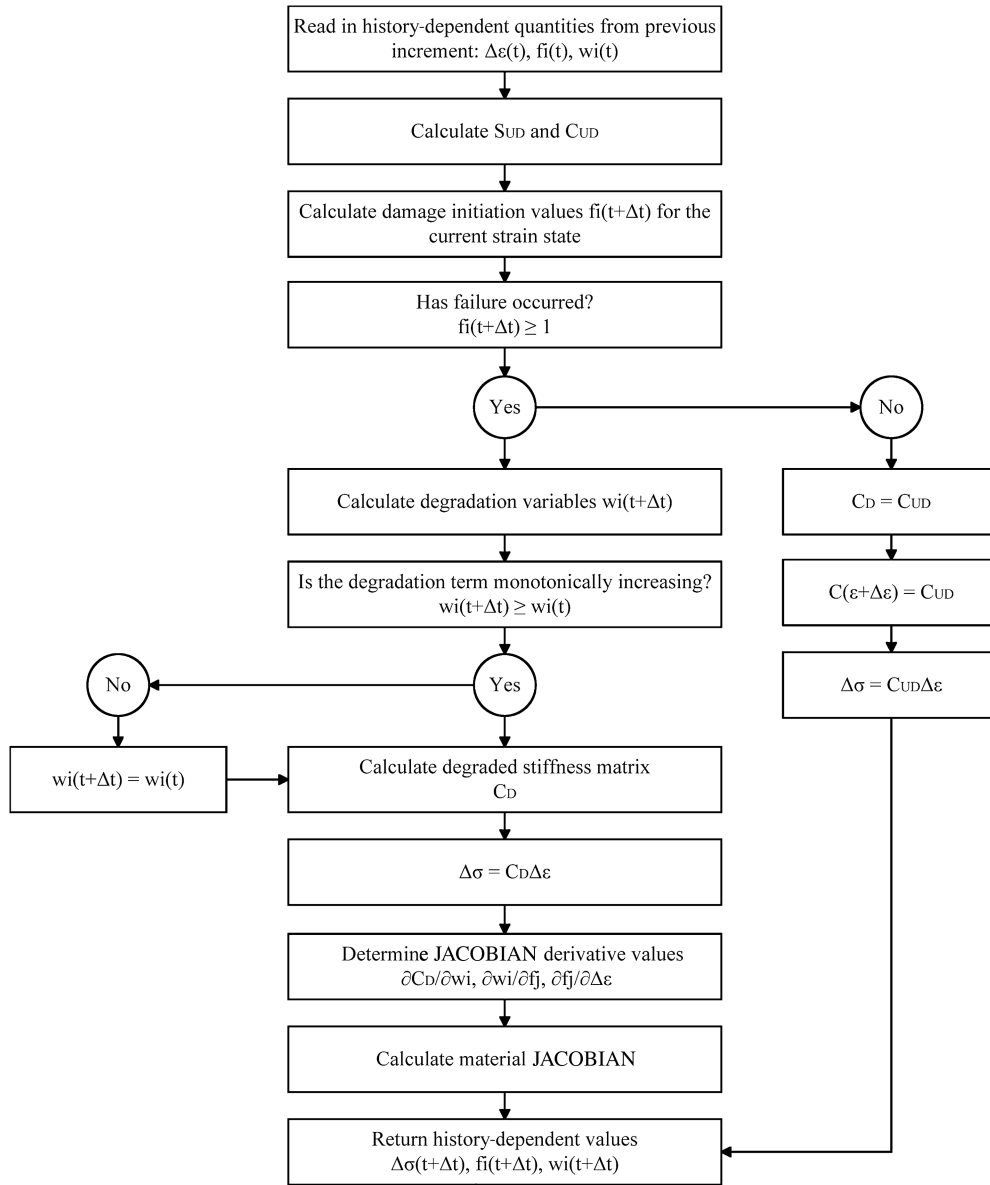 Read in history-dependent quantities from previous
increment: Δε(t), fi(t), wi(t)
Calculate SUD and CUD
Calculate damage initiation values fi(t+Δt) for the
current strain state
Has failure occurred?
fi(t+Δt) ≥ 1
Yes
No
Calculate degradation variables wi(t+Δt)
CD = CUD
Is the degradation term monotonically increasing?
wi(t+Δt) ≥ wi(t)
C(ε+Δε) = CUD
No
Yes
Δσ = CUDΔε
wi(t+Δt) = wi(t)
Calculate degraded stiffness matrix
CD
Δσ = CDΔε
Determine JACOBIAN derivative values
∂CD/∂wi, ∂wi/∂fj, ∂fj/∂Δε
Calculate material JACOBIAN
Return history-dependent values
Δσ(t+Δt), fi(t+Δt), wi(t+Δt)